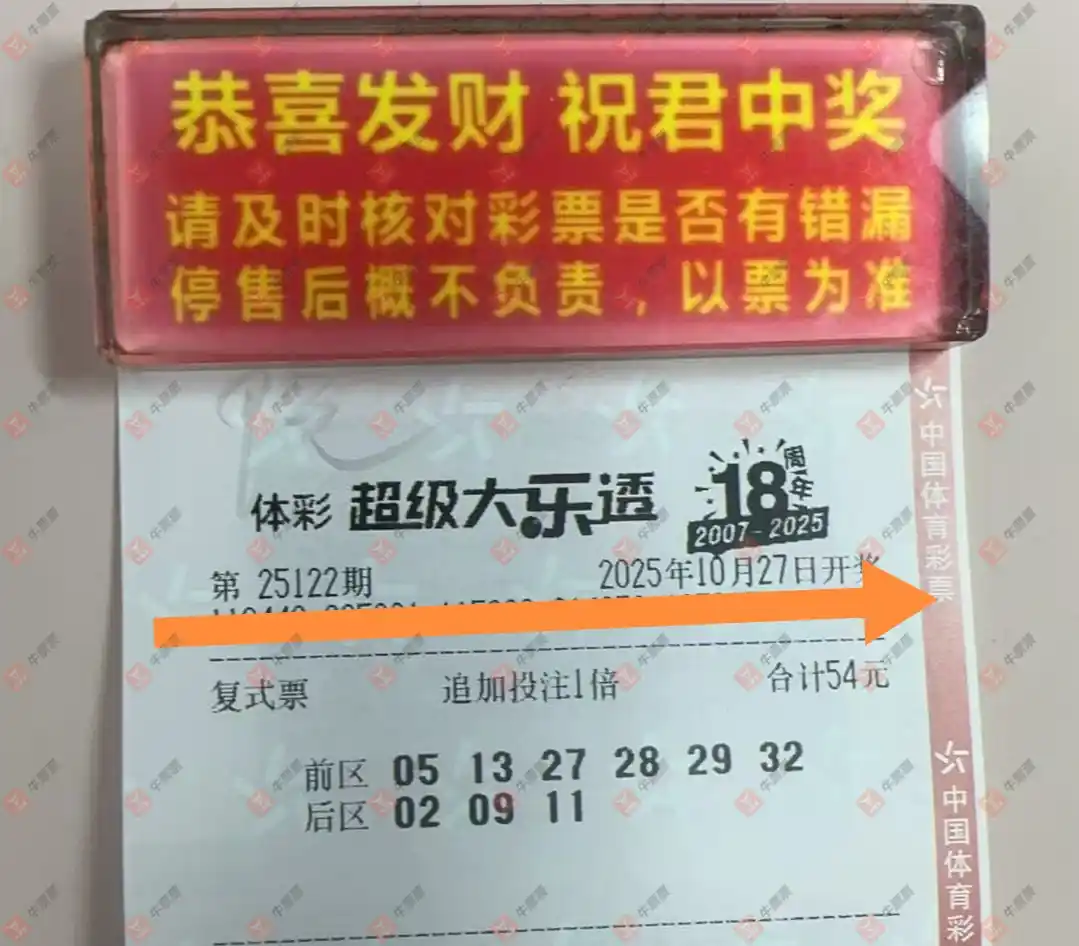 恭喜发财 祝君中奖
请及时核对彩票是否有错漏
停售后概不负责，以票为准
体彩 超级大乐透 18周年
2007-2025
第 25122期 2025年10月27日开奖
复式票 追加投注1倍 合计54元
前区 05 13 27 28 29 32
后区 02 09 11
中国体育彩票
中国体育彩
牛票票